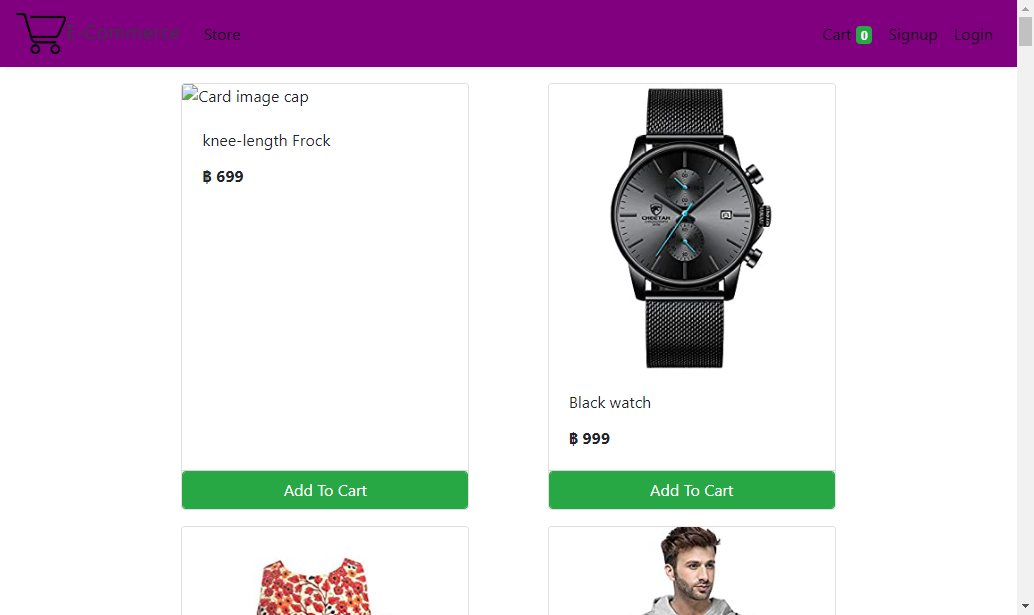 E-Commerce Store Cart 0 Signup Login
Card image cap
knee-length Frock
฿ 699
Add To Cart
CHEETAH
Black watch
฿ 999
Add To Cart